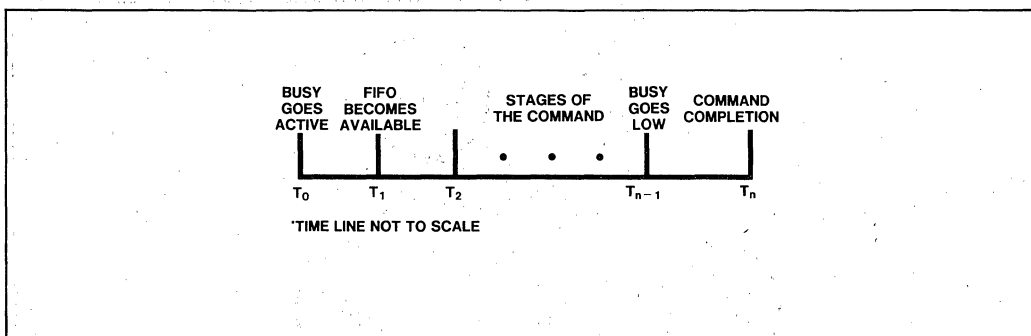 BUSY
GOES
ACTIVE
FIFO
BECOMES
AVAILABLE
STAGES OF
THE COMMAND
BUSY
GOES
LOW
COMMAND
COMPLETION
T0 T1 T2 Tn−1 Tn
*TIME LINE NOT TO SCALE